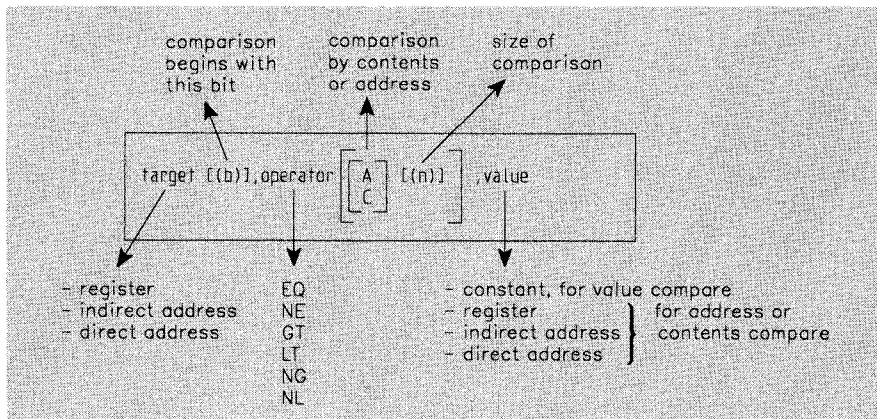 comparison
begins with
this bit
comparison
by contents
or address
size of
comparison
target [(b)],operator [[A C] [(n)]] ,value
- register
- indirect address
- direct address
EQ
NE
GT
LT
NG
NL
- constant, for value compare
- register
- indirect address
- direct address
} for address or
contents compare